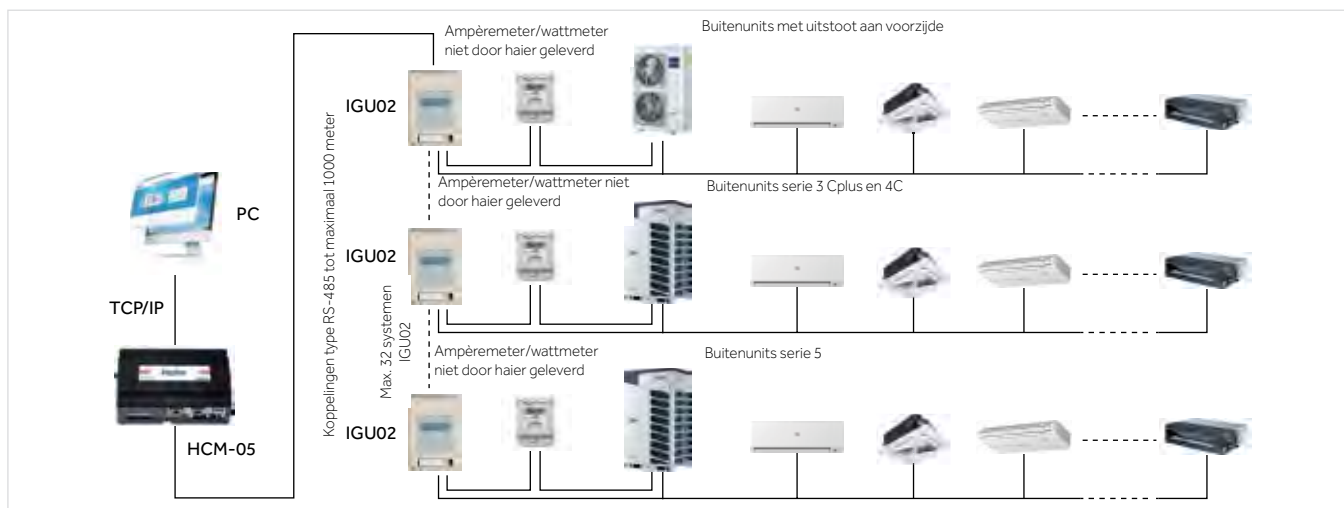 Ampèremeter/wattmeter
niet door haier geleverd
Buitenunits met uitstoot aan voorzijde
IGU02
Ampèremeter/wattmeter niet
door haier geleverd
Buitenunits serie 3 Cplus en 4C
PC
IGU02
TCP/IP
Koppelingen type RS-485 tot maximaal 1000 meter
Max. 32 systemen
IGU02
Ampèremeter/wattmeter
niet door haier geleverd
Buitenunits serie 5
IGU02
HCM-05